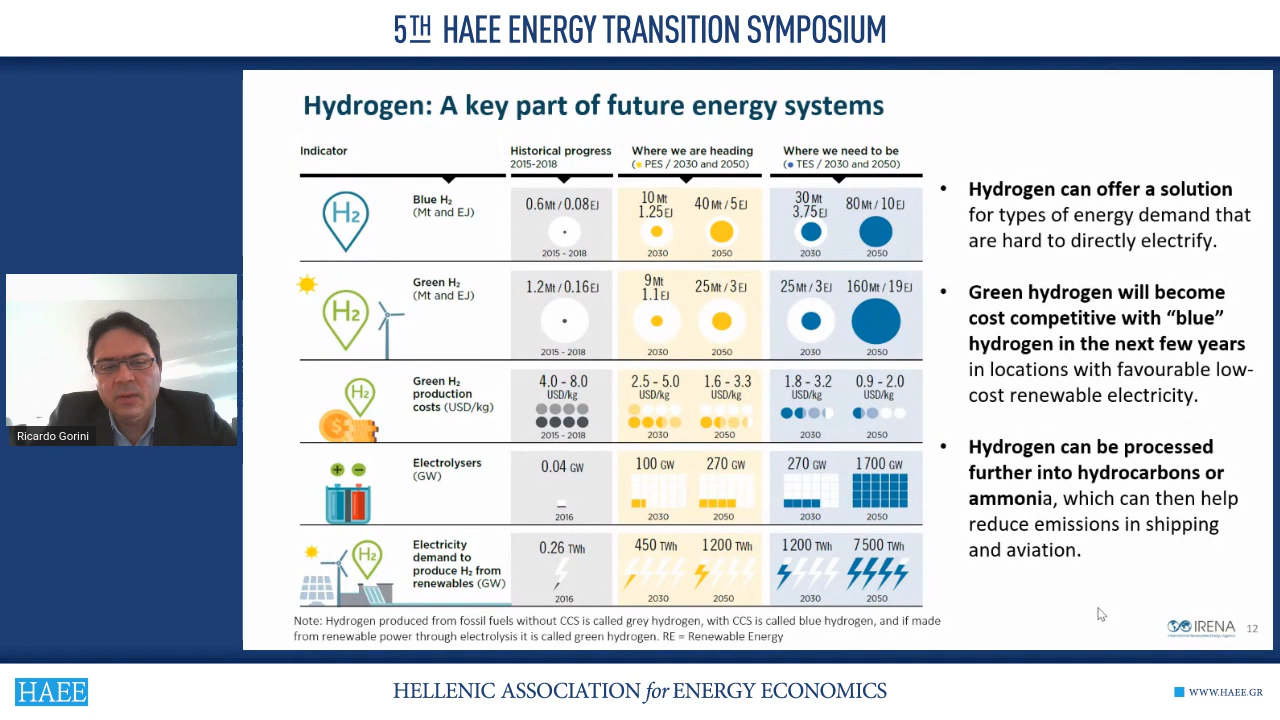 5TH HAEE ENERGY TRANSITION SYMPOSIUM
Hydrogen: A key part of future energy systems
Indicator
Historical progress
2015-2018
Where we are heading
(● PES / 2030 and 2050)
Where we need to be
(● TES / 2030 and 2050)
H₂
Blue H₂
(Mt and EJ)
0.6Mt / 0.08EJ
2015 - 2018
10 Mt
1.25EJ
2030
40Mt / 5EJ
2050
30 Mt
3.75EJ
2030
80Mt / 10EJ
2050
H₂
Green H₂
(Mt and EJ)
1.2Mt / 0.16EJ
2015 - 2018
9Mt
1.1EJ
2030
25Mt / 3EJ
2050
25Mt / 3EJ
2030
160Mt / 19EJ
2050
H₂
$
Green H₂
production
costs (USD/kg)
4.0 - 8.0
USD/kg
2015 - 2018
2.5 - 5.0
USD/kg
2030
1.6 - 3.3
USD/kg
2050
1.8 - 3.2
USD/kg
2030
0.9 - 2.0
USD/kg
2050
+ −
Electrolysers
(GW)
0.04 GW
2016
100 GW
2030
270 GW
2050
270 GW
2030
1700 GW
2050
H₂
Electricity
demand to
produce H₂ from
renewables (GW)
0.26 TWh
2016
450 TWh
2030
1200 TWh
2050
1200 TWh
2030
7500 TWh
2050
Note: Hydrogen produced from fossil fuels without CCS is called grey hydrogen, with CCS is called blue hydrogen, and if made
from renewable power through electrolysis it is called green hydrogen. RE = Renewable Energy
• Hydrogen can offer a solution
for types of energy demand that
are hard to directly electrify.
• Green hydrogen will become
cost competitive with “blue”
hydrogen in the next few years
in locations with favourable low-
cost renewable electricity.
• Hydrogen can be processed
further into hydrocarbons or
ammonia, which can then help
reduce emissions in shipping
and aviation.
IRENA
International Renewable Energy Agency
12
Ricardo Gorini
HAEE
HELLENIC ASSOCIATION for ENERGY ECONOMICS
WWW.HAEE.GR